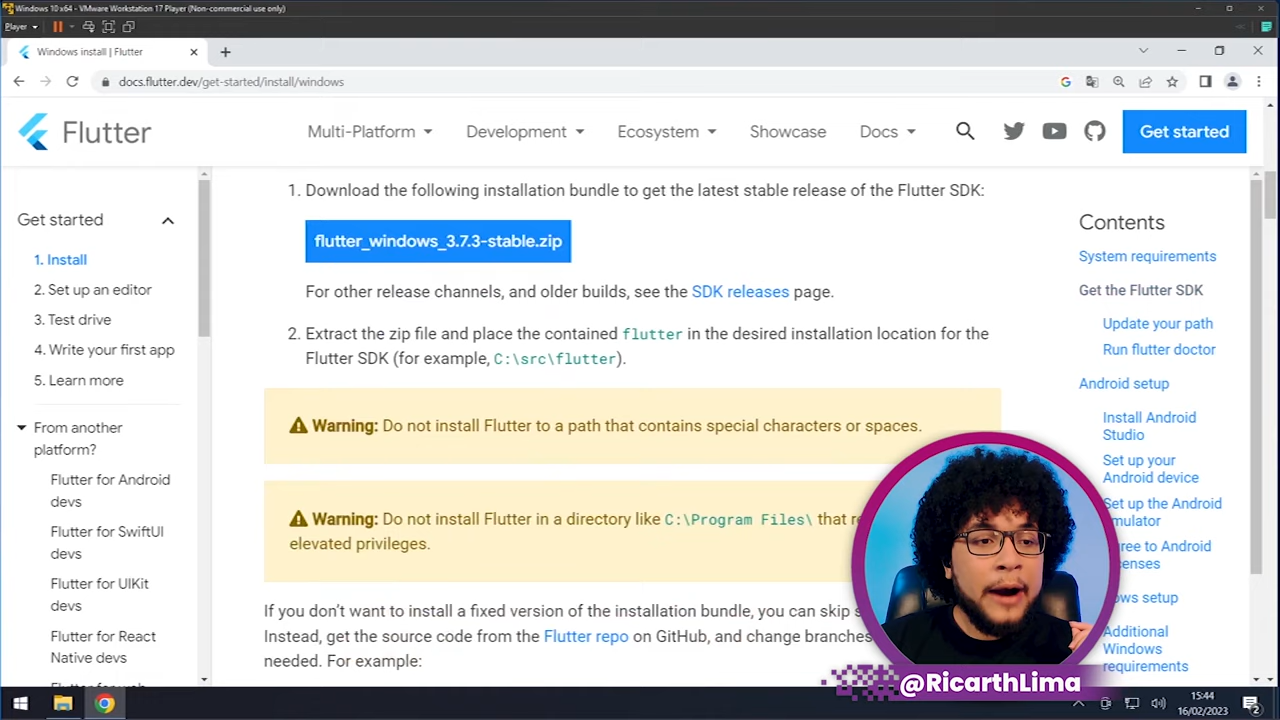 Windows 10 x64 - VMware Workstation 17 Player (Non-commercial use only)
Player
Windows install | Flutter
docs.flutter.dev/get-started/install/windows
Flutter
Multi-Platform
Development
Ecosystem
Showcase
Docs
Get started
Get started
1. Install
2. Set up an editor
3. Test drive
4. Write your first app
5. Learn more
From another
platform?
Flutter for Android
devs
Flutter for SwiftUI
devs
Flutter for UIKit
devs
Flutter for React
Native devs
1. Download the following installation bundle to get the latest stable release of the Flutter SDK:
flutter_windows_3.7.3-stable.zip
For other release channels, and older builds, see the SDK releases page.
2. Extract the zip file and place the contained flutter in the desired installation location for the
Flutter SDK (for example, C:\src\flutter).
Warning: Do not install Flutter to a path that contains special characters or spaces.
Warning: Do not install Flutter in a directory like C:\Program Files\ that
elevated privileges.
If you don't want to install a fixed version of the installation bundle, you can skip
Instead, get the source code from the Flutter repo on GitHub, and change branches
needed. For example:
Contents
System requirements
Get the Flutter SDK
Update your path
Run flutter doctor
Android setup
Install Android
Studio
Set up your
Android device
Set up the Android
mulator
ree to Android
censes
ows setup
Additional
Windows
requirements
@RicarthLima
15:44
16/02/2023
2